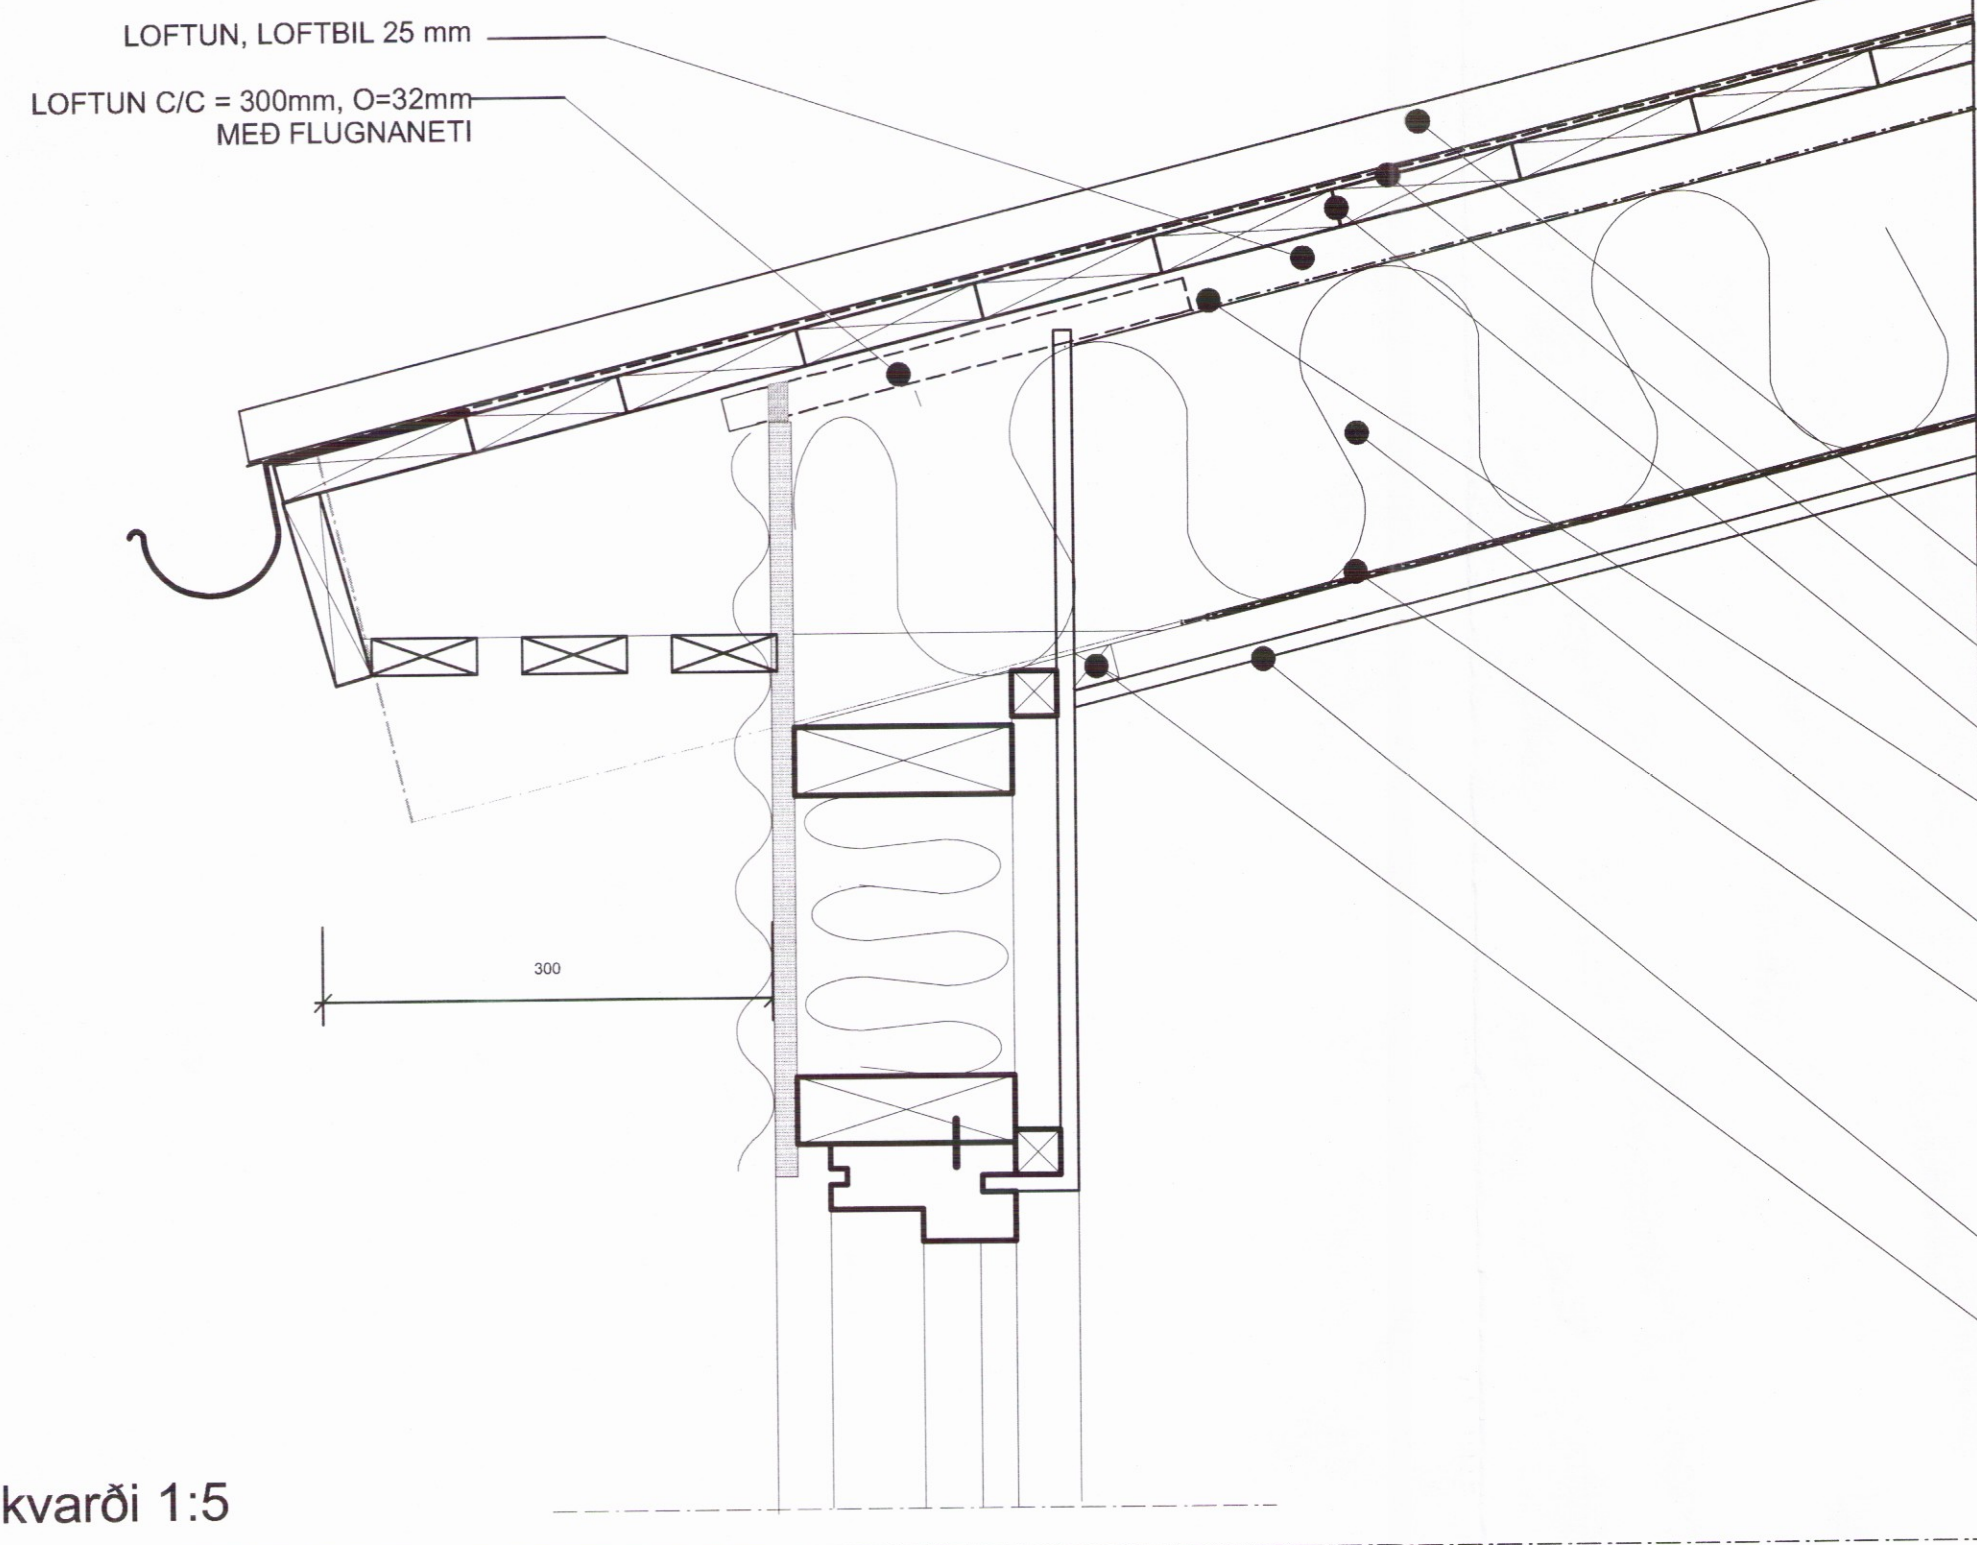 LOFTUN, LOFTBIL 25 mm
LOFTUN C/C = 300mm, O=32mm
MEÐ FLUGNANETI
300
kvarði 1:5